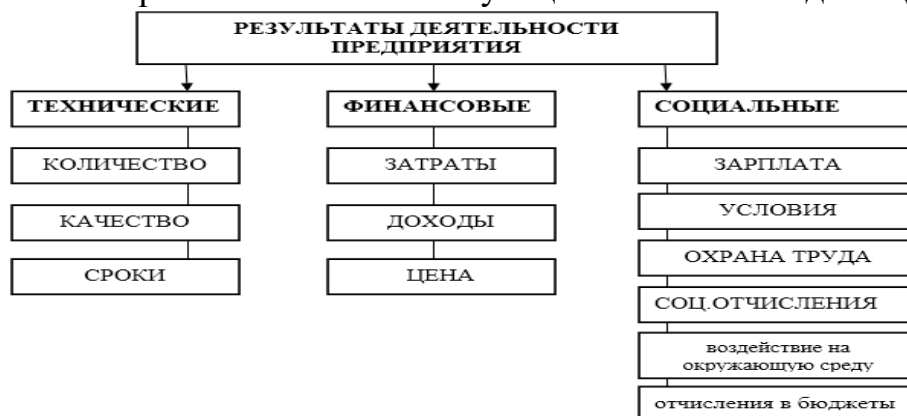 РЕЗУЛЬТАТЫ ДЕЯТЕЛЬНОСТИ
ПРЕДПРИЯТИЯ
ТЕХНИЧЕСКИЕ
КОЛИЧЕСТВО
КАЧЕСТВО
СРОКИ
ФИНАНСОВЫЕ
ЗАТРАТЫ
ДОХОДЫ
ЦЕНА
СОЦИАЛЬНЫЕ
ЗАРПЛАТА
УСЛОВИЯ
ОХРАНА ТРУДА
СОЦ.ОТЧИСЛЕНИЯ
воздействие на
окружающую среду
отчисления в бюджеты